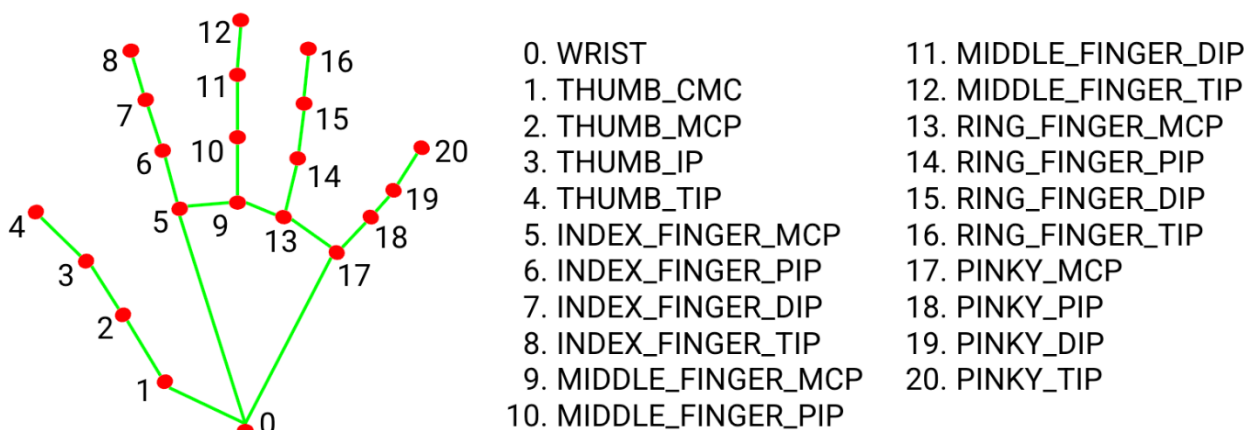 12
8
16
11
7
15
10
6
20
14
19
4
5
9
13
18
3
17
2
1
0
0. WRIST
1. THUMB_CMC
2. THUMB_MCP
3. THUMB_IP
4. THUMB_TIP
5. INDEX_FINGER_MCP
6. INDEX_FINGER_PIP
7. INDEX_FINGER_DIP
8. INDEX_FINGER_TIP
9. MIDDLE_FINGER_MCP
10. MIDDLE_FINGER_PIP
11. MIDDLE_FINGER_DIP
12. MIDDLE_FINGER_TIP
13. RING_FINGER_MCP
14. RING_FINGER_PIP
15. RING_FINGER_DIP
16. RING_FINGER_TIP
17. PINKY_MCP
18. PINKY_PIP
19. PINKY_DIP
20. PINKY_TIP